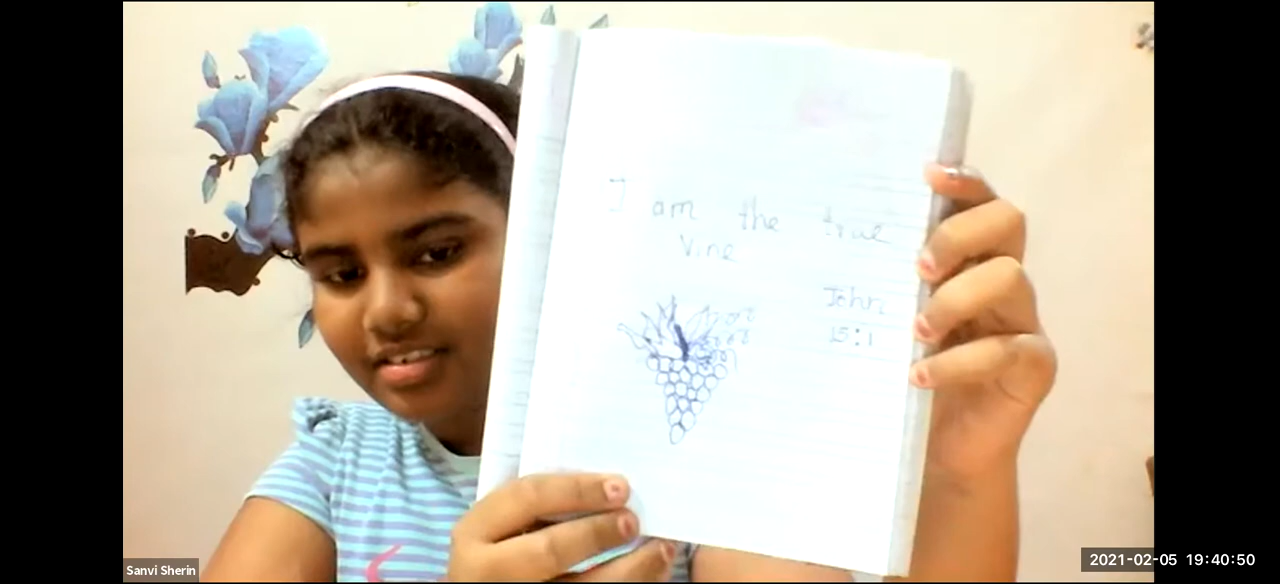 I am the true
Vine
John
15:1
Sanvi Sherin
2021-02-05 19:40:50